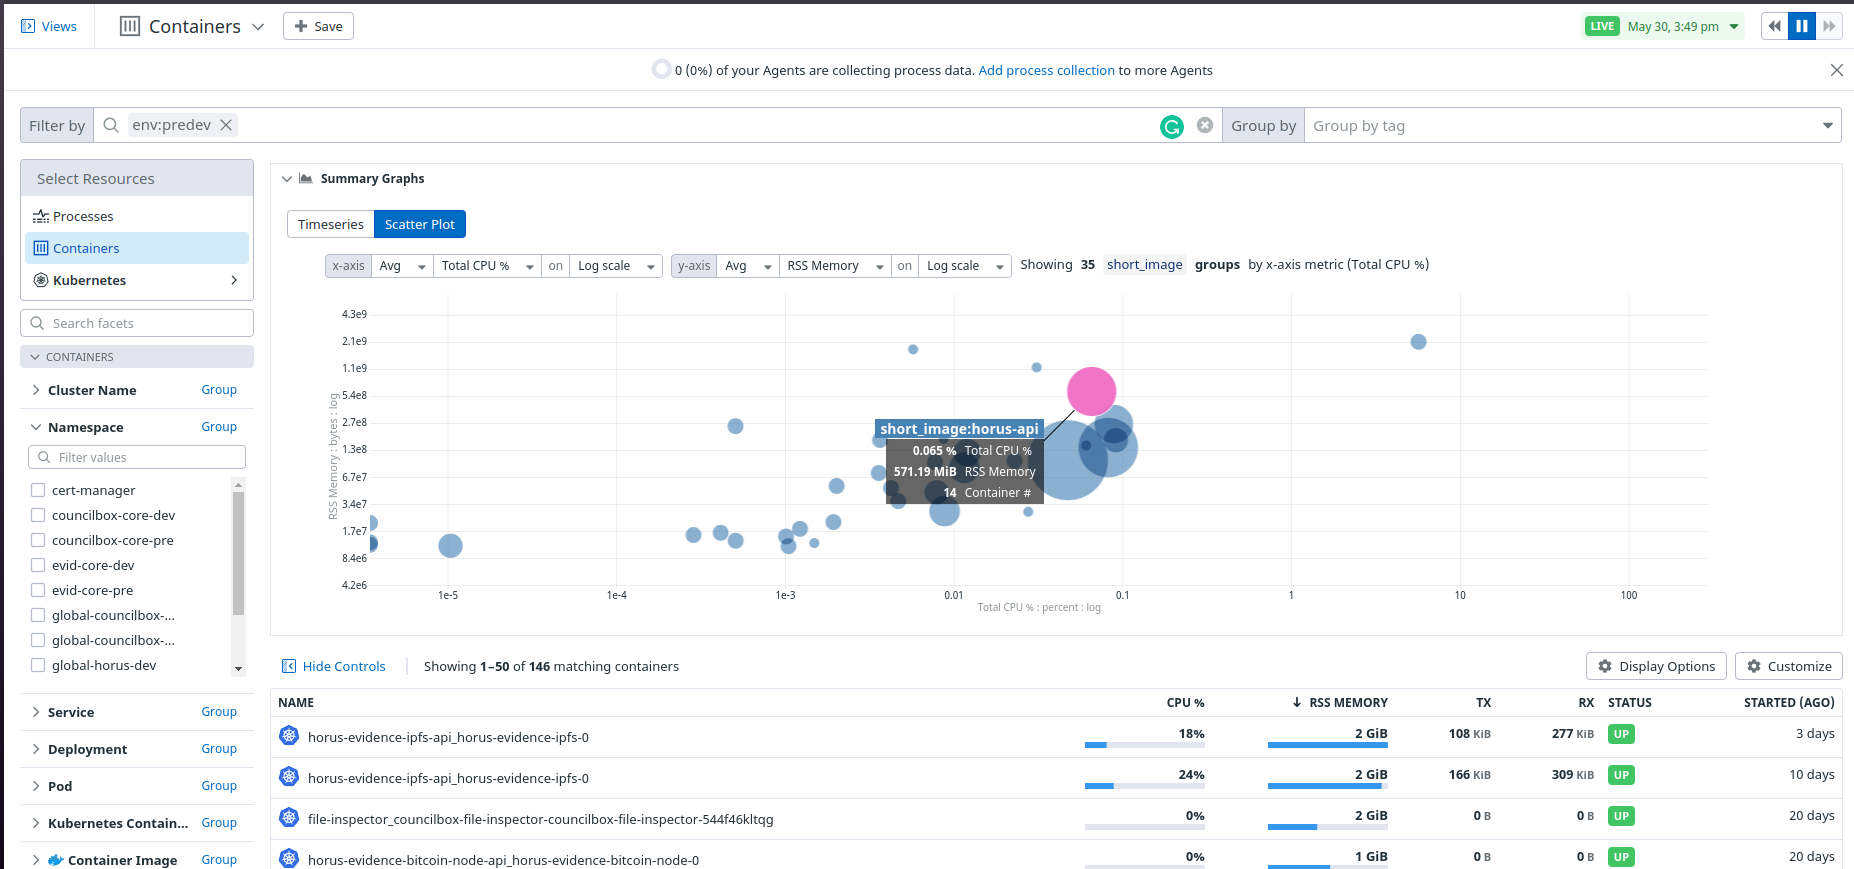 Views
Containers
Save
LIVE May 30, 3:49 pm
0 (0%) of your Agents are collecting process data. Add process collection to more Agents
Filter by
env:predev
Group by
Group by tag
Select Resources
Processes
Containers
Kubernetes
Search facets
CONTAINERS
Cluster Name Group
Namespace Group
Filter values
cert-manager
councilbox-core-dev
councilbox-core-pre
evid-core-dev
evid-core-pre
global-councilbox-...
global-councilbox-...
global-horus-dev
Service Group
Deployment Group
Pod Group
Kubernetes Contain... Group
Container Image Group
Summary Graphs
Timeseries Scatter Plot
x-axis Avg Total CPU % on Log scale y-axis Avg RSS Memory on Log scale Showing 35 short_image groups by x-axis metric (Total CPU %)
RSS Memory : bytes : log
4.3e9
2.1e9
1.1e9
5.4e8
2.7e8
1.3e8
6.7e7
3.4e7
1.7e7
8.4e6
4.2e6
short_image:horus-api
0.065 % Total CPU %
571.19 MiB RSS Memory
14 Container #
1e-5 1e-4 1e-3 0.01 0.1 1 10 100
Total CPU % : percent : log
Hide Controls Showing 1–50 of 146 matching containers Display Options Customize
NAME CPU % RSS MEMORY TX RX STATUS STARTED (AGO)
horus-evidence-ipfs-api_horus-evidence-ipfs-0 18% 2 GiB 108 KiB 277 KiB UP 3 days
horus-evidence-ipfs-api_horus-evidence-ipfs-0 24% 2 GiB 166 KiB 309 KiB UP 10 days
file-inspector_councilbox-file-inspector-councilbox-file-inspector-544f46kltqg 0% 2 GiB 0 B 0 B UP 20 days
horus-evidence-bitcoin-node-api_horus-evidence-bitcoin-node-0 0% 1 GiB 0 B 0 B UP 20 days